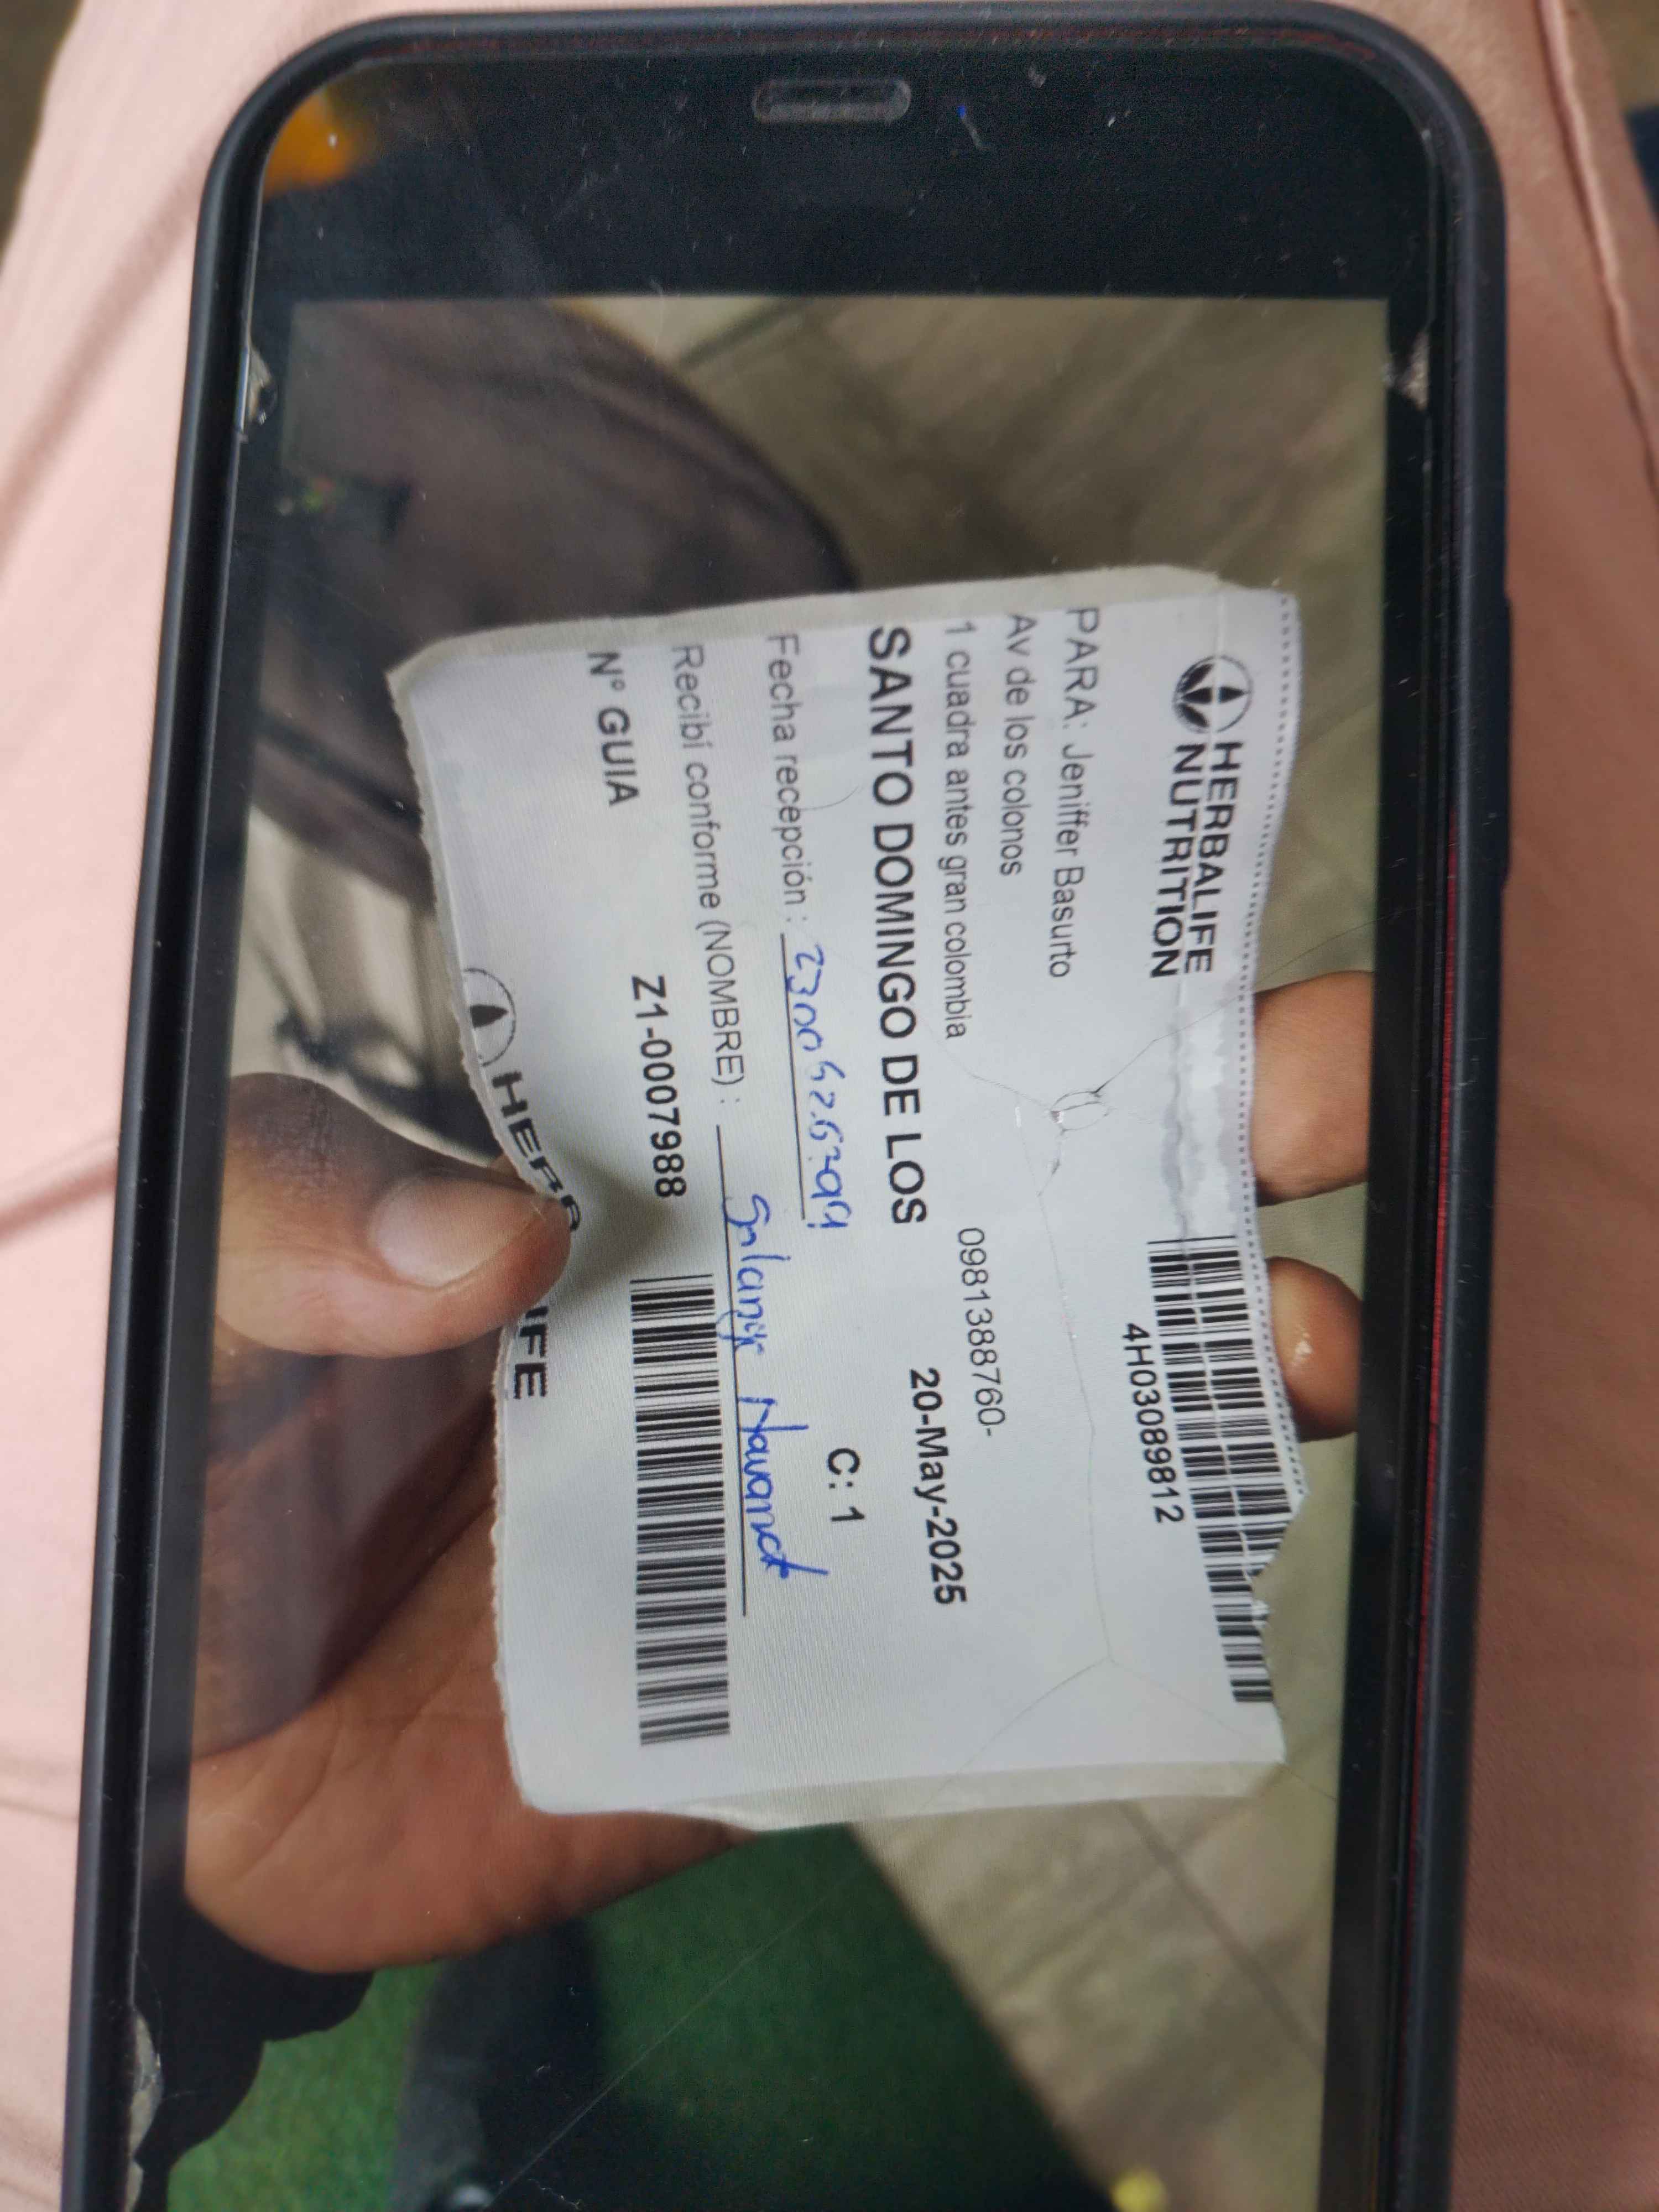 HERBALIFE
NUTRITION
4H03089812
PARA: Jeniffer Basurto
Av de los colonos
1 cuadra antes gran colombia
0981388760-
SANTO DOMINGO DE LOS
20-May-2025
Fecha recepción :
C: 1
Recibí conforme (NOMBRE) :
Nº GUIA
Z1-0007988